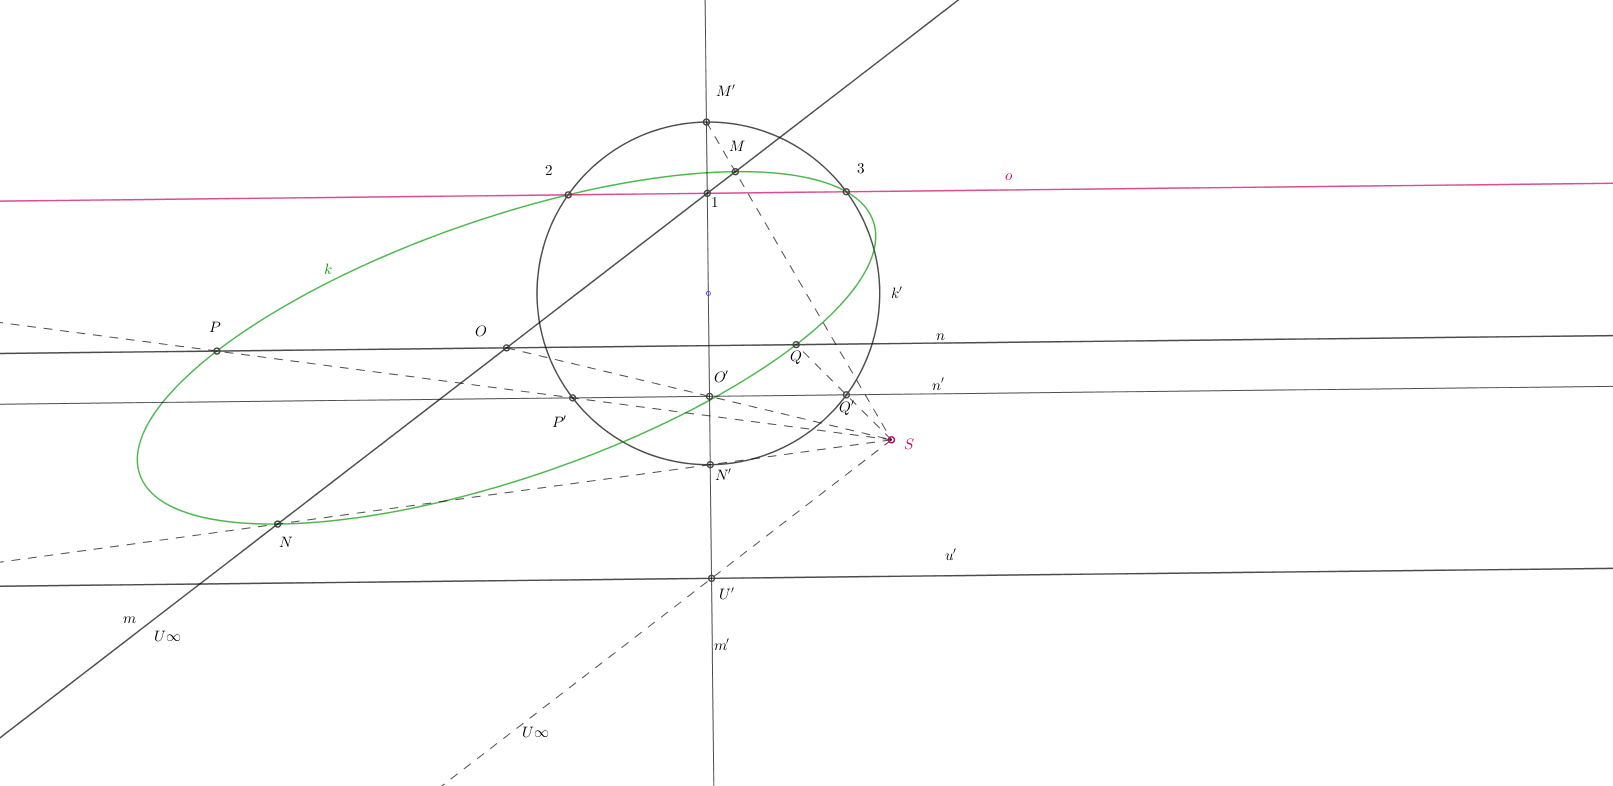 M′
M
2
3
o
1
k
k′
P
O
n
Q
O′
n′
P′
Q′
S
N′
N
u′
U′
m
U∞
m′
U∞